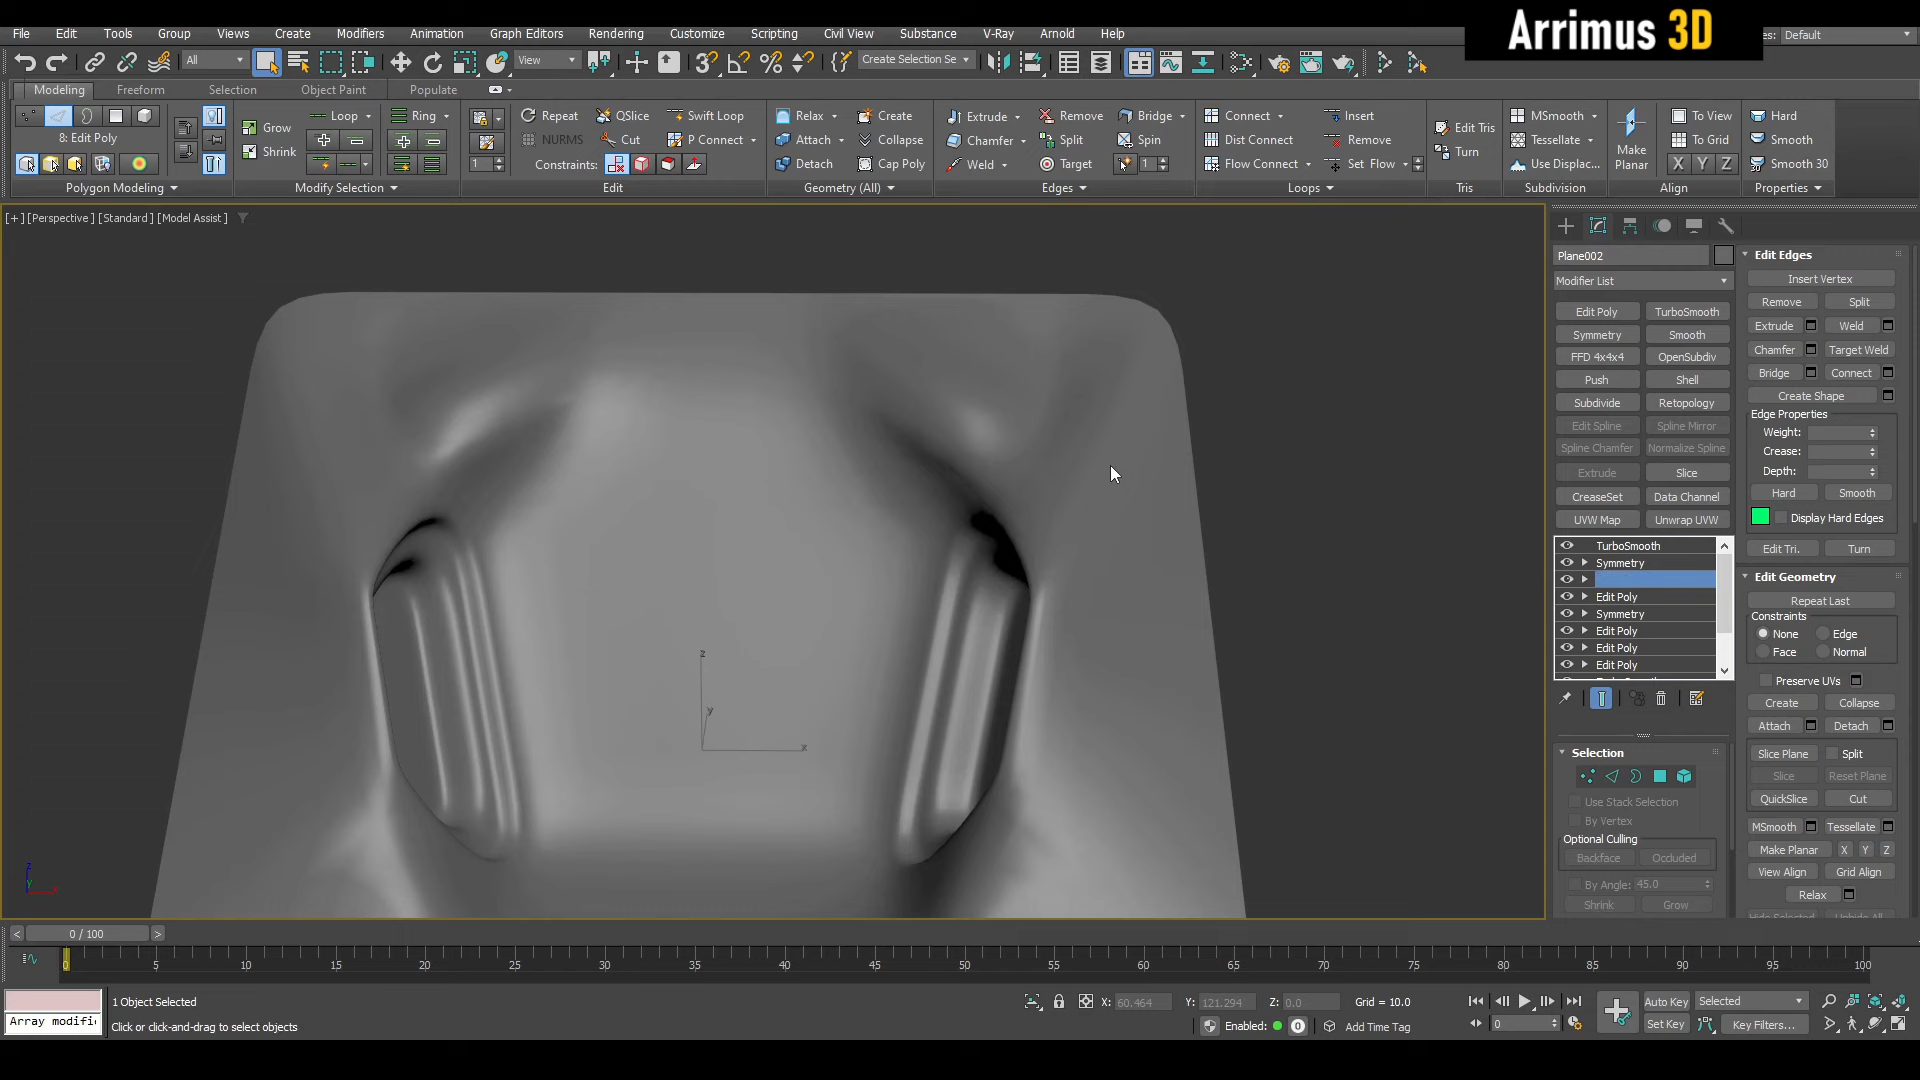 Arrimus 3D
File Edit Tools Group Views Create Modifiers Animation Graph Editors Rendering Customize Scripting Civil View Substance V-Ray Arnold Help
es: Default
All View Create Selection Se
Modeling Freeform Selection Object Paint Populate
Loop Ring Repeat QSlice Swift Loop Relax Create Extrude Remove Bridge Connect Insert MSmooth To View Hard
8: Edit Poly Grow NURMS Cut P Connect Attach Collapse Chamfer Split Spin Dist Connect Remove Edit Tris Tessellate Make Planar To Grid Smooth
Shrink 1 Constraints: Detach Cap Poly Weld Target 1 Flow Connect Set Flow Turn Use Displac... X Y Z Smooth 30
Polygon Modeling Modify Selection Edit Geometry (All) Edges Loops Tris Subdivision Align Properties
[+] [Perspective ] [Standard ] [Model Assist ]
Plane002
Modifier List
Edit Poly TurboSmooth
Symmetry Smooth
FFD 4x4x4 OpenSubdiv
Push Shell
Subdivide Retopology
Edit Spline Spline Mirror
Spline Chamfer Normalize Spline
Extrude Slice
CreaseSet Data Channel
UVW Map Unwrap UVW
TurboSmooth
Symmetry
Edit Poly
Symmetry
Edit Poly
Edit Poly
Edit Poly
Selection
Use Stack Selection
By Vertex
Optional Culling
Backface Occluded
By Angle: 45.0
Shrink Grow
Edit Edges
Insert Vertex
Remove Split
Extrude Weld
Chamfer Target Weld
Bridge Connect
Create Shape
Edge Properties
Weight:
Crease:
Depth:
Hard Smooth
Display Hard Edges
Edit Tri. Turn
Edit Geometry
Repeat Last
Constraints
None Edge
Face Normal
Preserve UVs
Create Collapse
Attach Detach
Slice Plane Split
Slice Reset Plane
QuickSlice Cut
MSmooth Tessellate
Make Planar X Y Z
View Align Grid Align
Relax
z
y
x
z
y
x
< 0 / 100 >
0 5 10 15 20 25 30 35 40 45 50 55 60 65 70 75 80 85 90 95 100
1 Object Selected X: 60.464 Y: 121.294 Z: 0.0 Grid = 10.0 Auto Key Selected
Array modifi Click or click-and-drag to select objects Enabled: 0 Add Time Tag 0 Set Key Key Filters...